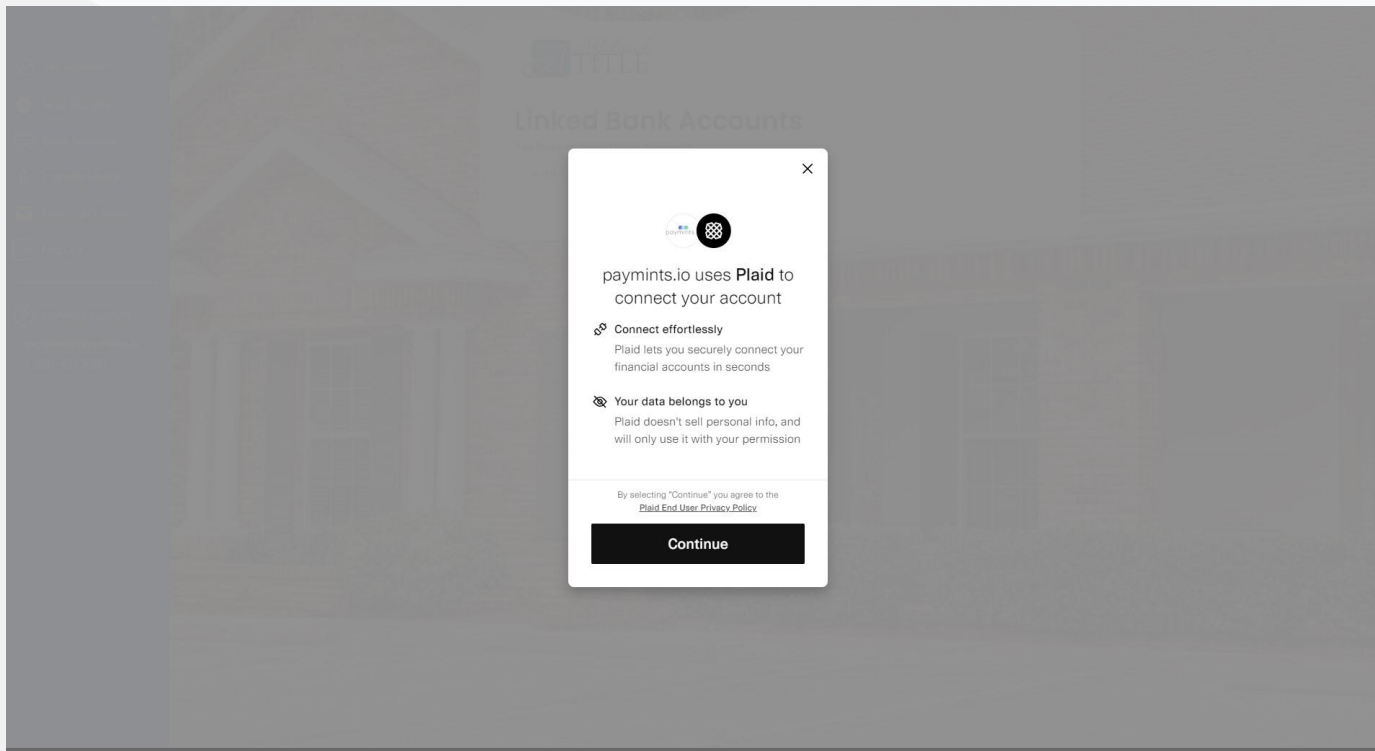 TITLE
Linked Bank Accounts
paymints
paymints.io uses Plaid to
connect your account
Connect effortlessly
Plaid lets you securely connect your
financial accounts in seconds
Your data belongs to you
Plaid doesn't sell personal info, and
will only use it with your permission
By selecting "Continue" you agree to the
Plaid End User Privacy Policy
Continue